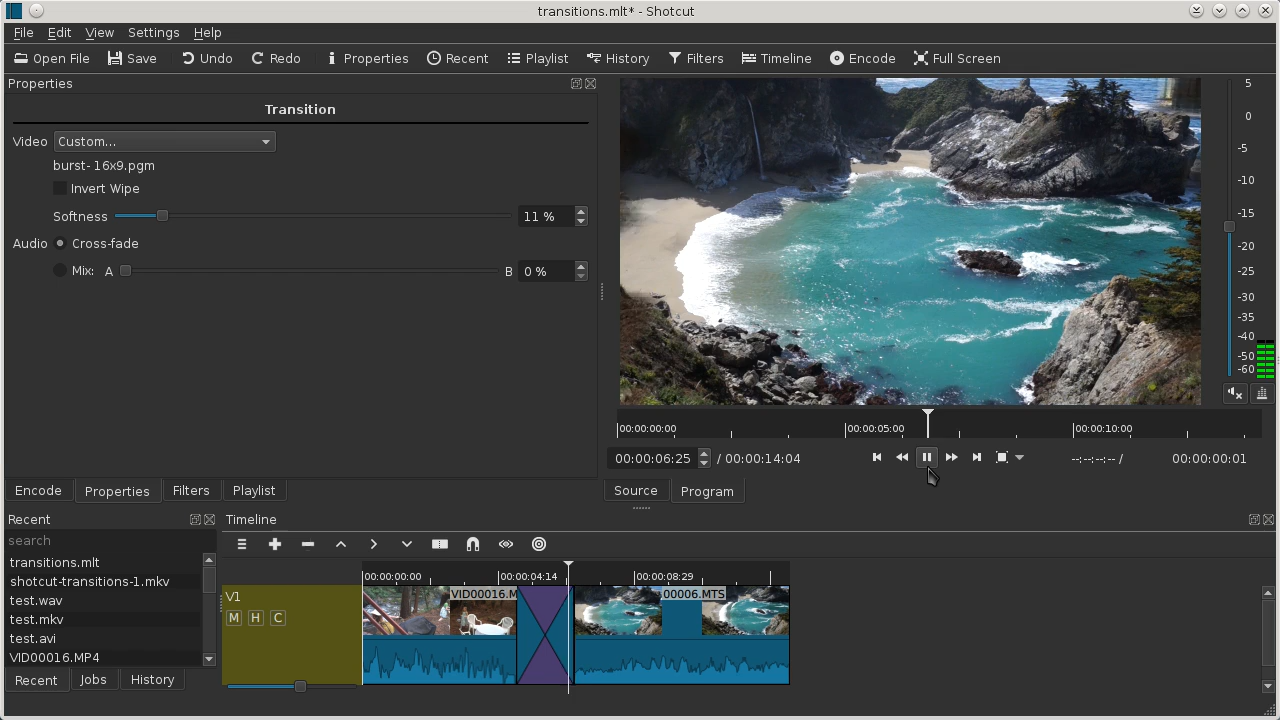 transitions.mlt* - Shotcut
File Edit View Settings Help
Open File Save Undo Redo Properties Recent Playlist History Filters Timeline Encode Full Screen
Properties
Transition
Video Custom...
burst- 16x9.pgm
Invert Wipe
Softness 11 %
Audio Cross-fade
Mix: A B 0 %
Encode Properties Filters Playlist
5
0
-5
-10
-15
-20
-25
-30
-35
-40
-50
-60
00:00:00:00 00:00:05:00 00:00:10:00
00:00:06:25 / 00:00:14:04 --:--:--:-- / 00:00:00:01
Source Program
Recent
search
transitions.mlt
shotcut-transitions-1.mkv
test.wav
test.mkv
test.avi
VID00016.MP4
Recent Jobs History
Timeline
00:00:00:00 00:00:04:14 00:00:08:29
V1
M H C
VID00016.M 00006.MTS